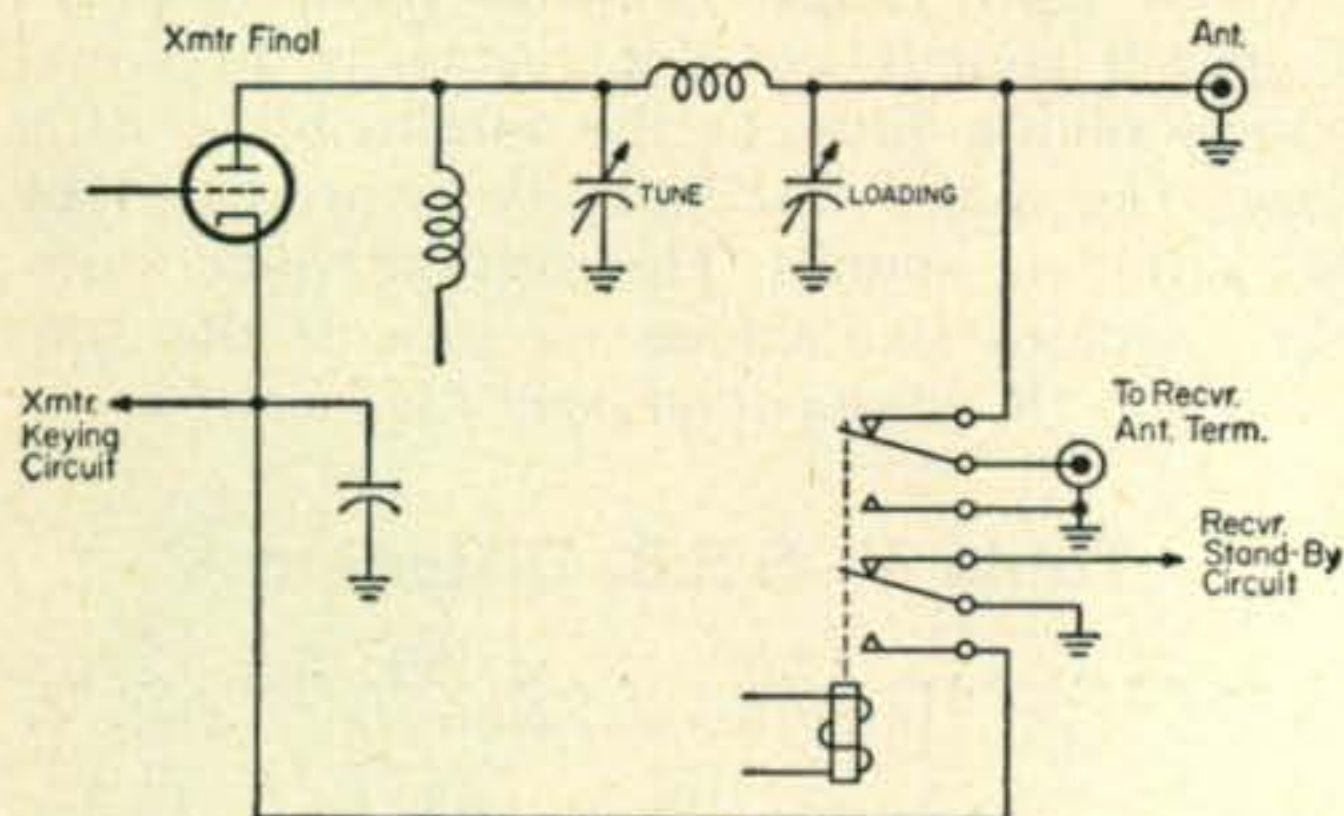 Xmtr Final
Ant.
TUNE
LOADING
Xmtr.
Keying
Circuit
To Recvr.
Ant. Term.
Recvr.
Stand-By
Circuit